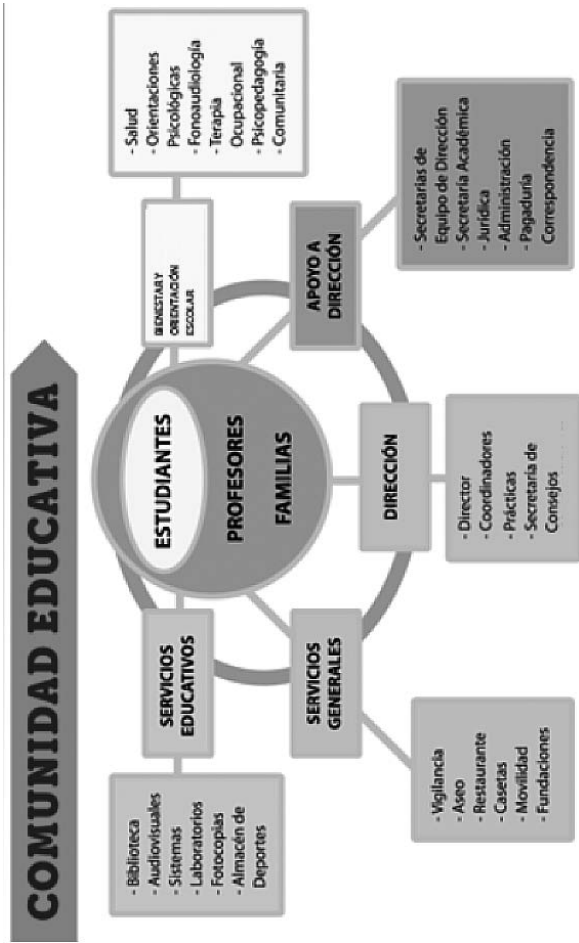 COMUNIDAD EDUCATIVA
ESTUDIANTES
PROFESORES
FAMILIAS
SERVICIOS
EDUCATIVOS
- Biblioteca
- Audiovisuales
- Sistemas
- Laboratorios
- Fotocopias
- Almacén de
Deportes
BIENESTAR Y
ORIENTACIÓN
ESCOLAR
- Salud
- Orientaciones
Psicológicas
- Fonoaudiología
- Terapia
Ocupacional
- Psicopedagogía
- Comunitaria
SERVICIOS
GENERALES
- Vigilancia
- Aseo
- Restaurante
- Casetas
- Movilidad
- Fundaciones
DIRECCIÓN
- Director
- Coordinadores
- Prácticas
- Secretaria de
Consejos
APOYO A
DIRECCIÓN
- Secretarias de
Equipo de Dirección
- Secretaría Académica
- Jurídica
- Administración
- Pagaduría
Correspondencia